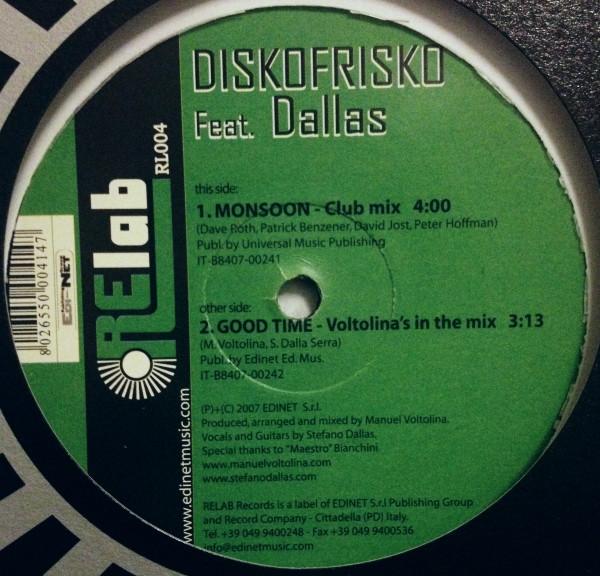 DISKOFRISKO
Feat. Dallas
this side:
1. MONSOON - Club mix 4:00
(Dave Roth, Patrick Benzener, David Jost, Peter Hoffman)
Publ. by Universal Music Publishing
IT-B8407-00241
other side:
2. GOOD TIME - Voltolina's in the mix 3:13
(M. Voltolina, S. Dalla Serra)
Publ. by Edinet Ed. Mus.
IT-B8407-00242
(P)+(C) 2007 EDINET S.r.l.
Produced, arranged and mixed by Manuel Voltolina.
Vocals and Guitars by Stefano Dallas.
Special thanks to "Maestro" Bianchini
www.manuelvoltolina.com
www.stefanodallas.com
RELAB Records is a label of EDINET S.r.l Publishing Group
and Record Company - Cittadella (PD) Italy.
Tel. +39 049 9400248 - Fax +39 049 9400536
info@edinetmusic.com
RElab
RL004
www.edinetmusic.com
8 026550 004147
EDI-NET